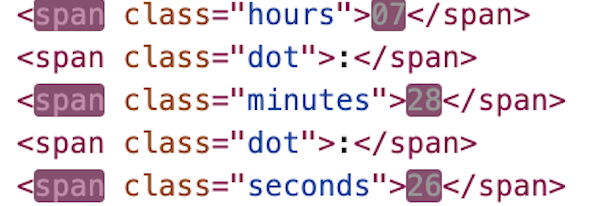 <span class="hours">07</span>
<span class="dot">:</span>
<span class="minutes">28</span>
<span class="dot">:</span>
<span class="seconds">26</span>